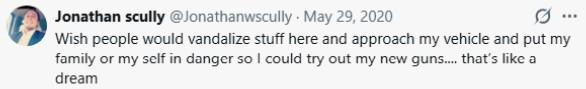 Jonathan scully @Jonathanwscully · May 29, 2020
Wish people would vandalize stuff here and approach my vehicle and put my
family or my self in danger so I could try out my new guns.... that's like a
dream